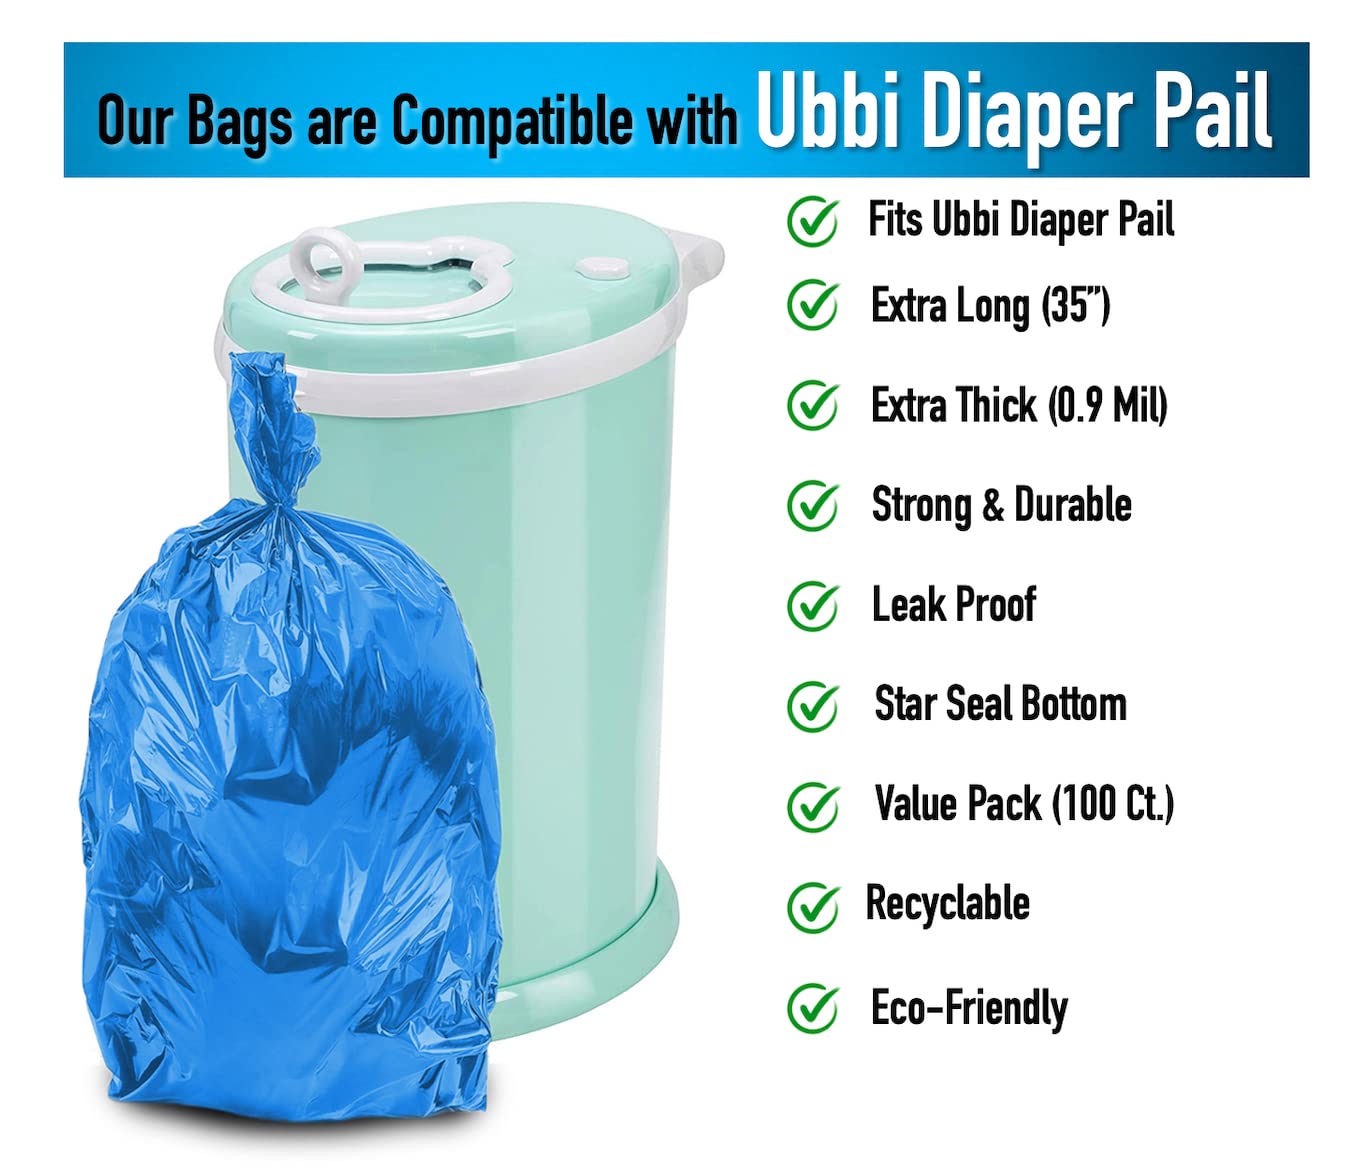 Our Bags are Compatible with Ubbi Diaper Pail
Fits Ubbi Diaper Pail
Extra Long (35”)
Extra Thick (0.9 Mil)
Strong & Durable
Leak Proof
Star Seal Bottom
Value Pack (100 Ct.)
Recyclable
Eco-Friendly